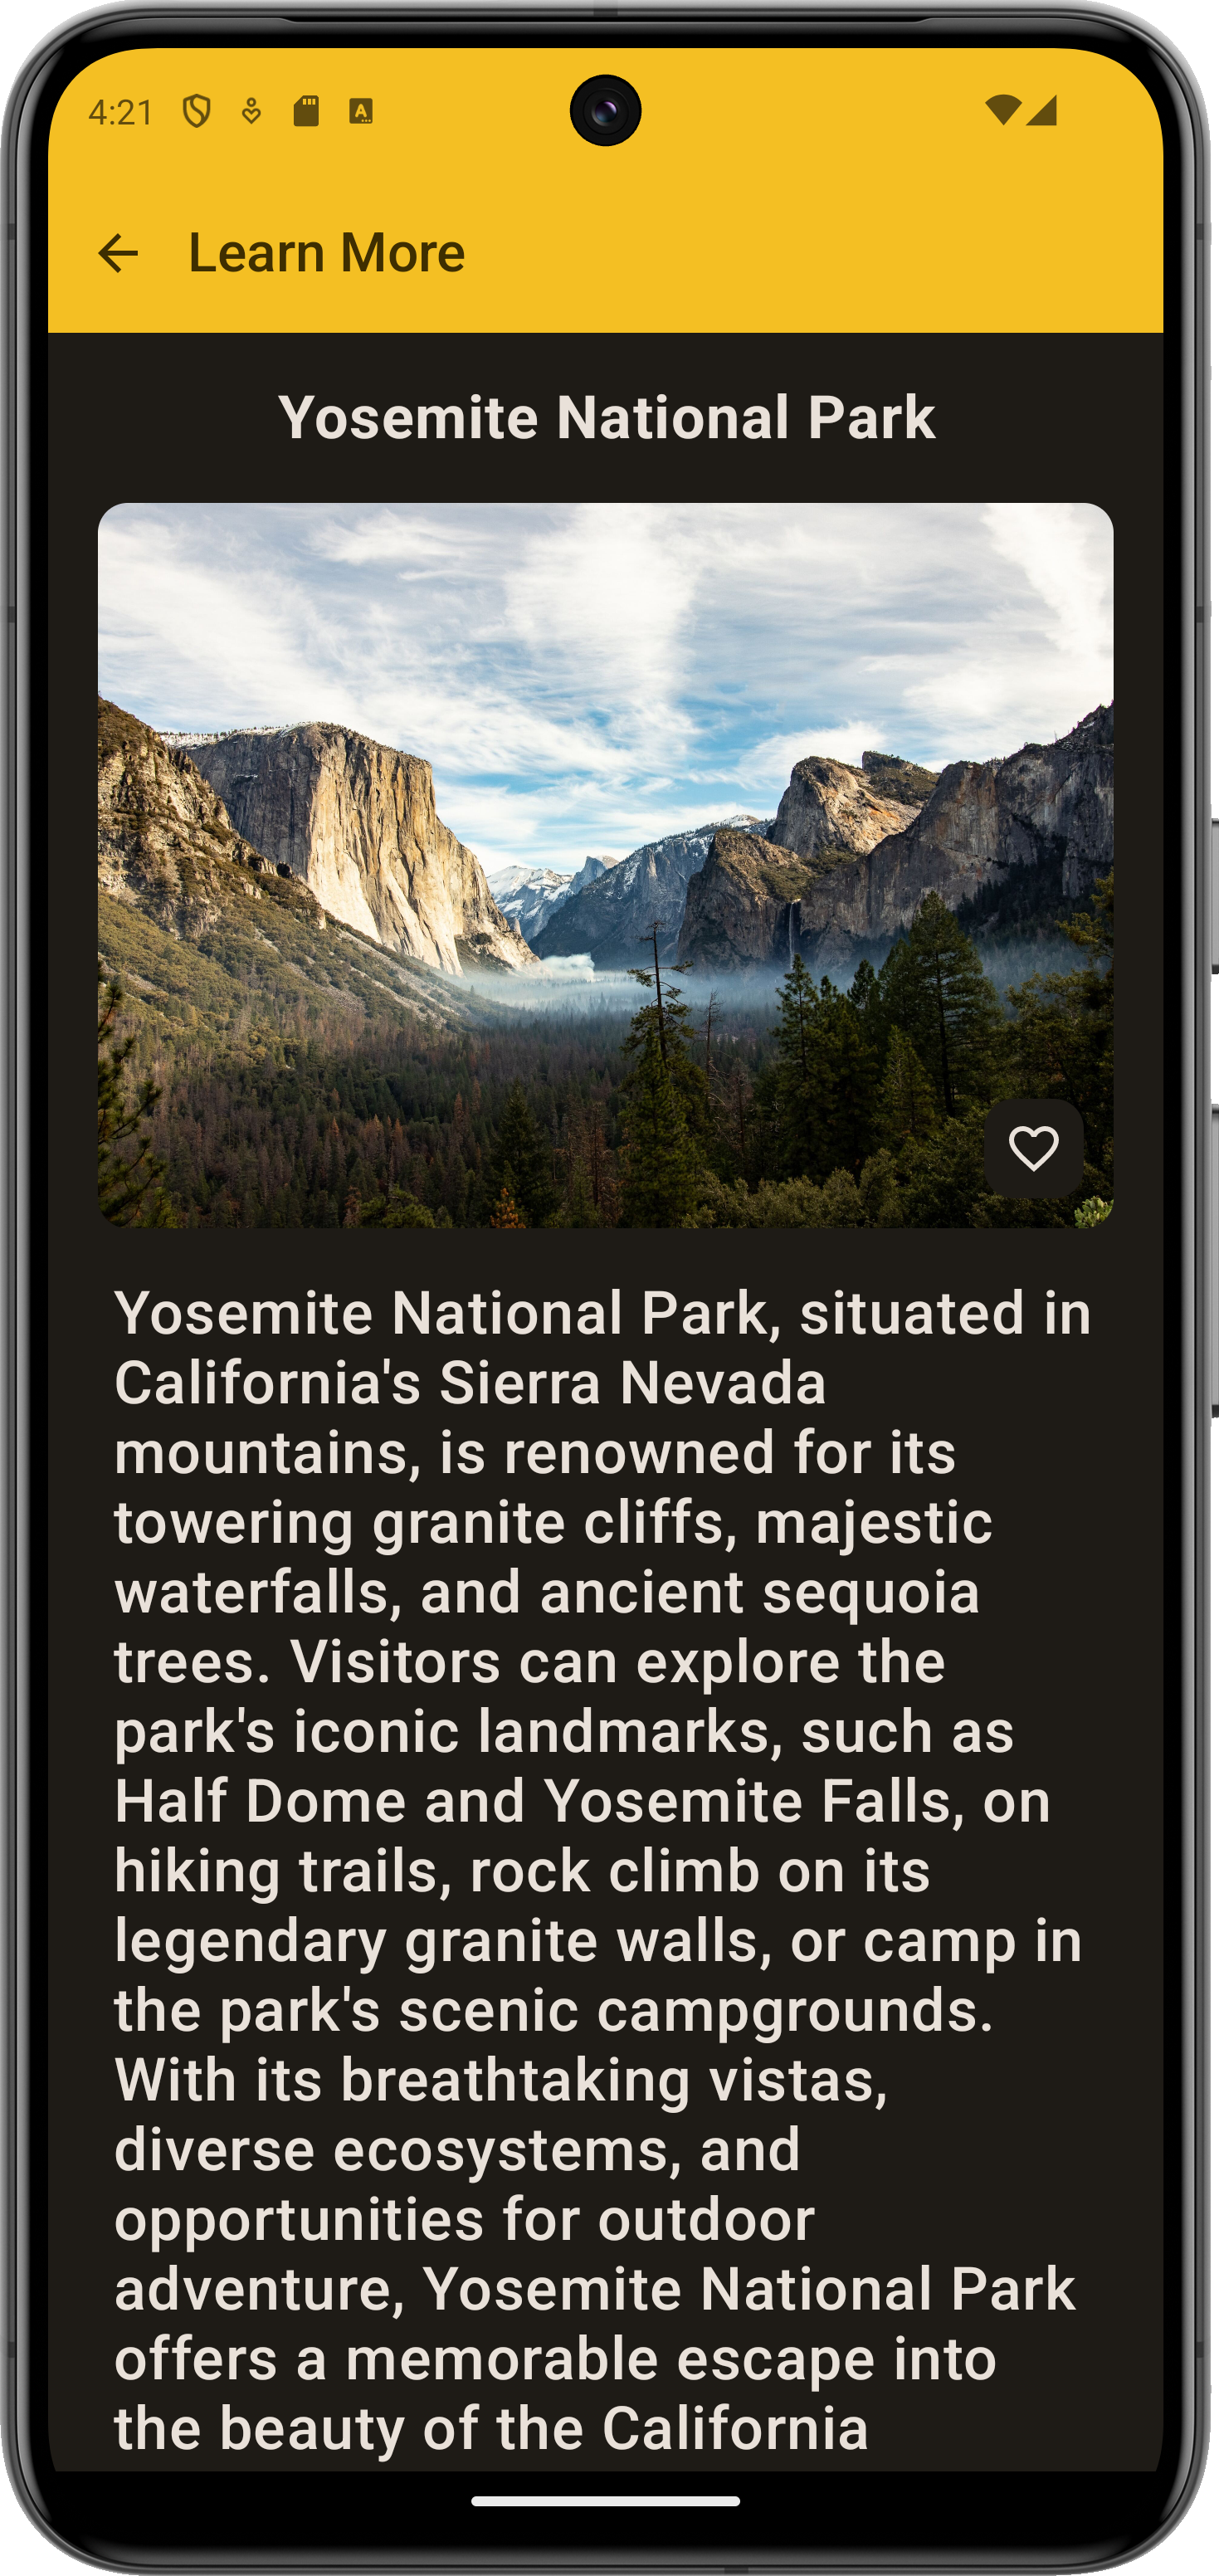 4:21
A
Learn More
Yosemite National Park
Yosemite National Park, situated in
California's Sierra Nevada
mountains, is renowned for its
towering granite cliffs, majestic
waterfalls, and ancient sequoia
trees. Visitors can explore the
park's iconic landmarks, such as
Half Dome and Yosemite Falls, on
hiking trails, rock climb on its
legendary granite walls, or camp in
the park's scenic campgrounds.
With its breathtaking vistas,
diverse ecosystems, and
opportunities for outdoor
adventure, Yosemite National Park
offers a memorable escape into
the beauty of the California